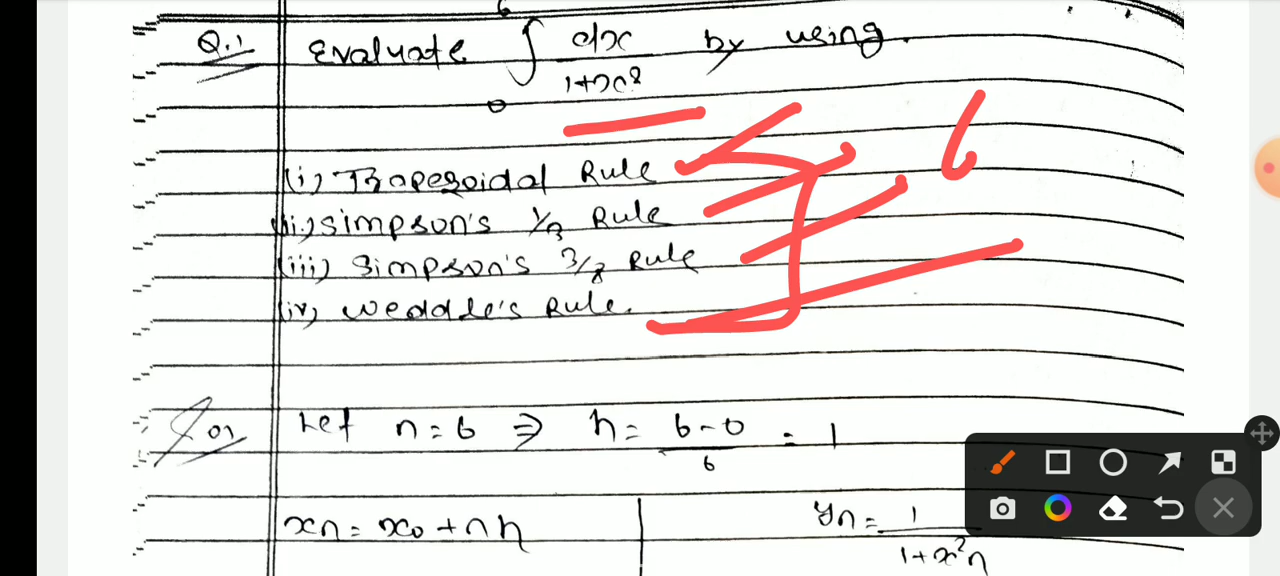 Q.1 Evaluate ∫₀⁶ dx/(1+x²) by using.
(i) Trapezoidal Rule
(ii) Simpson's 1/3 Rule
(iii) Simpson's 3/8 Rule
(iv) Weddle's Rule.
6
Sol Let n = 6 ⇒ h = (6-0)/6 = 1
xn = x0 + nh
yn = 1/(1+x²n)